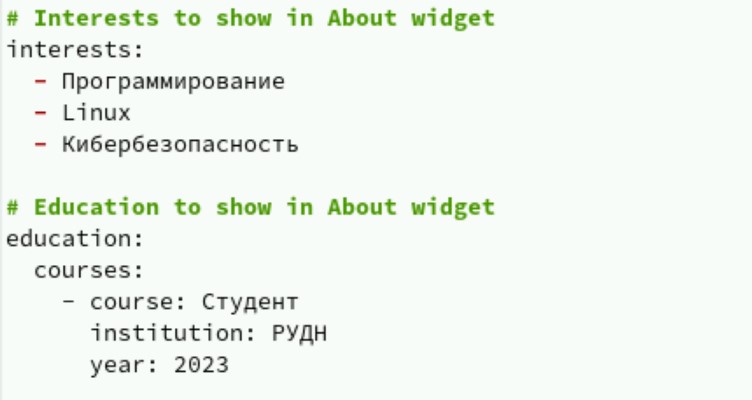 # Interests to show in About widget
interests:
  - Программирование
  - Linux
  - Кибербезопасность

# Education to show in About widget
education:
  courses:
    - course: Студент
      institution: РУДН
      year: 2023